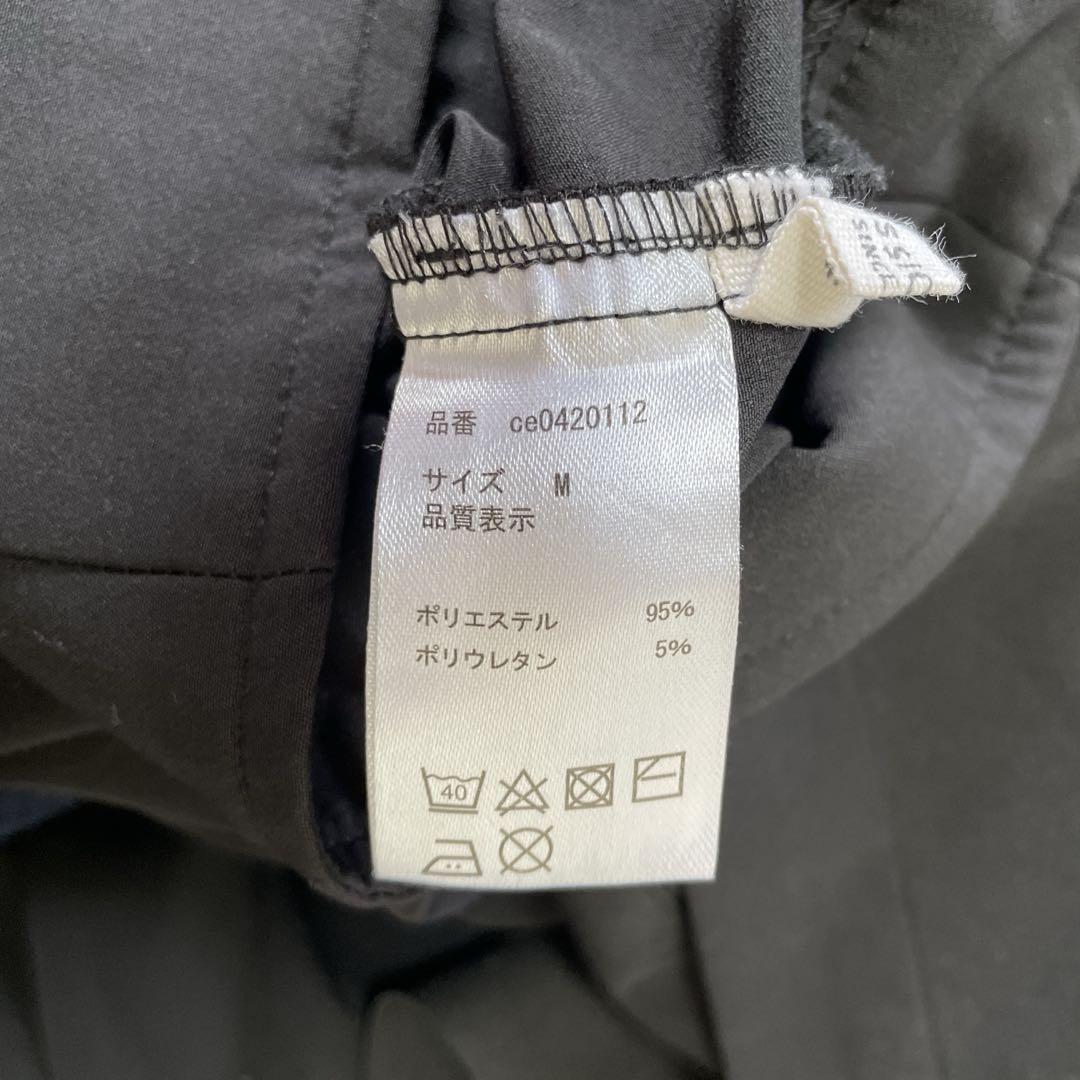 品番 ce0420112
サイズ M
品質表示
ポリエステル 95%
ポリウレタン 5%
40